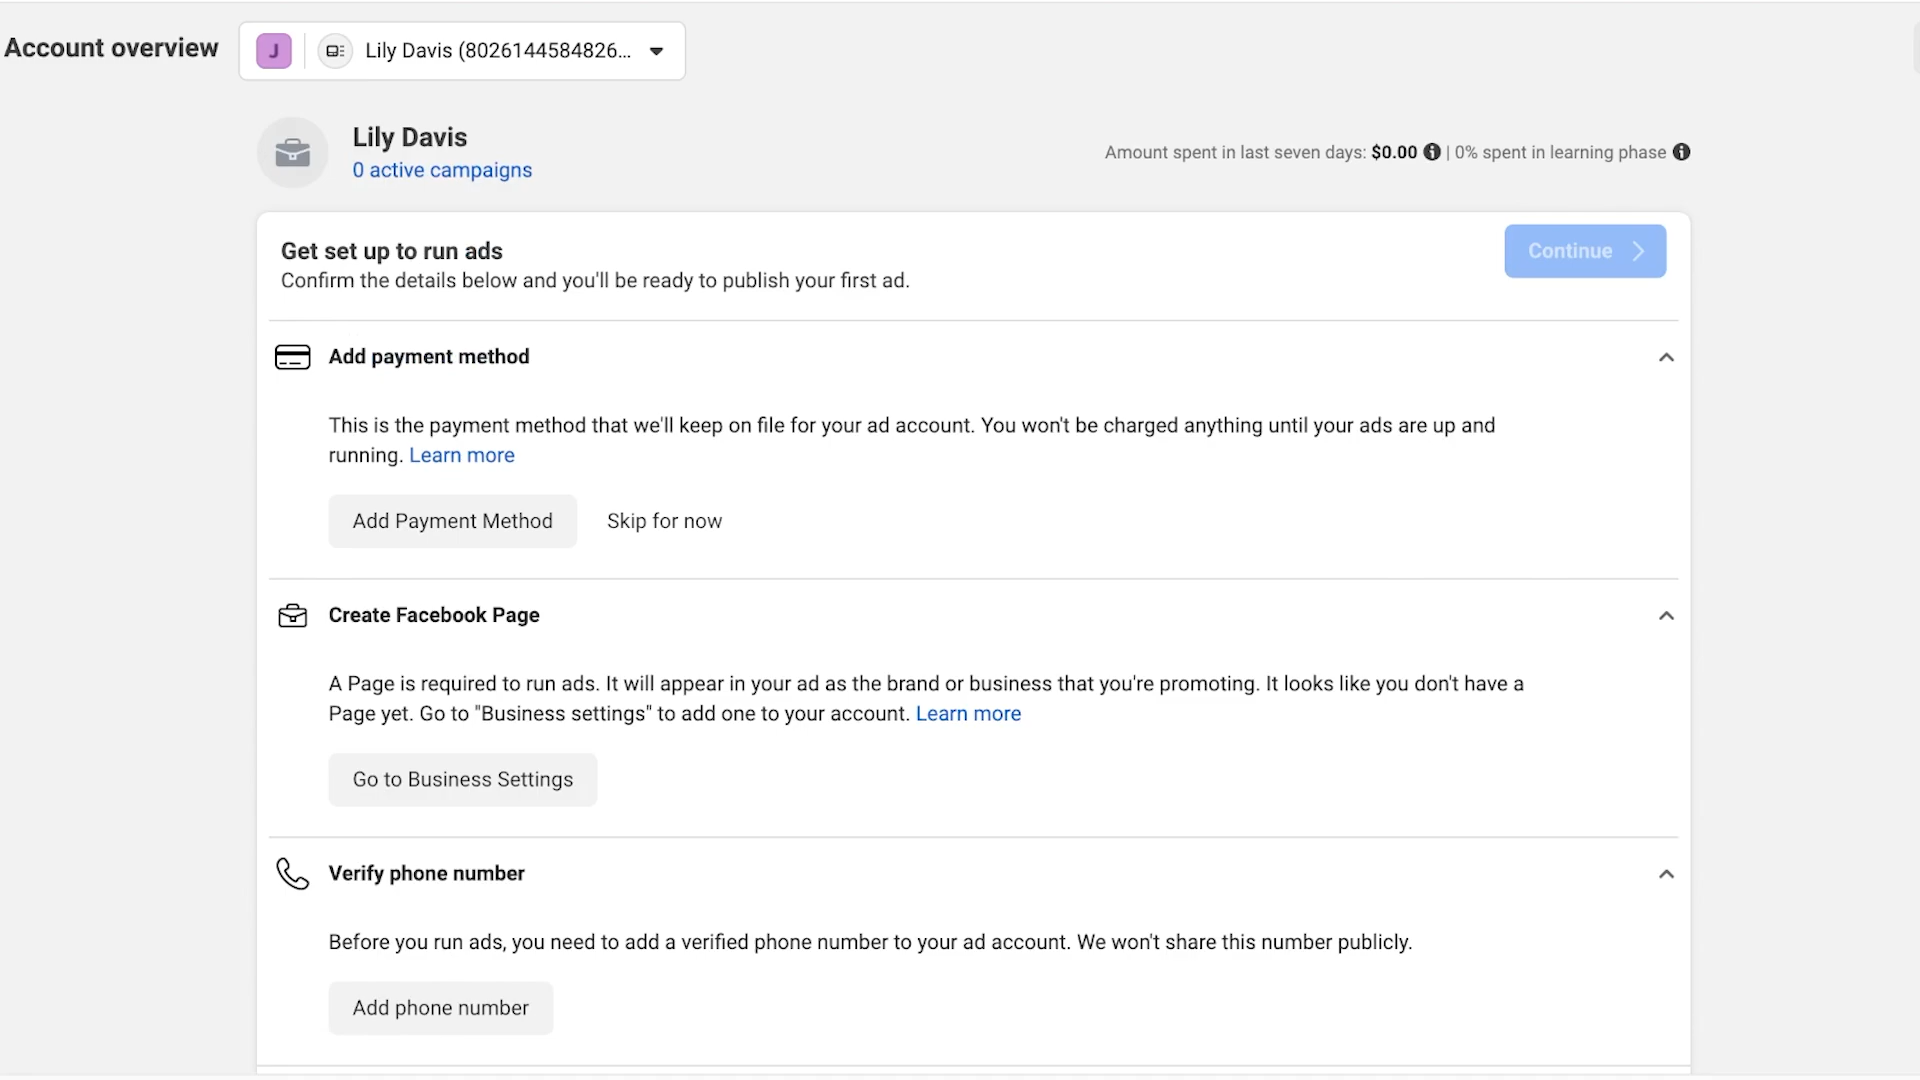 Account overview
J
Lily Davis (8026144584826...
Lily Davis
0 active campaigns
Amount spent in last seven days: $0.00 | 0% spent in learning phase
Get set up to run ads
Continue
Confirm the details below and you'll be ready to publish your first ad.
Add payment method
This is the payment method that we'll keep on file for your ad account. You won't be charged anything until your ads are up and
running. Learn more
Add Payment Method
Skip for now
Create Facebook Page
A Page is required to run ads. It will appear in your ad as the brand or business that you're promoting. It looks like you don't have a
Page yet. Go to "Business settings" to add one to your account. Learn more
Go to Business Settings
Verify phone number
Before you run ads, you need to add a verified phone number to your ad account. We won't share this number publicly.
Add phone number